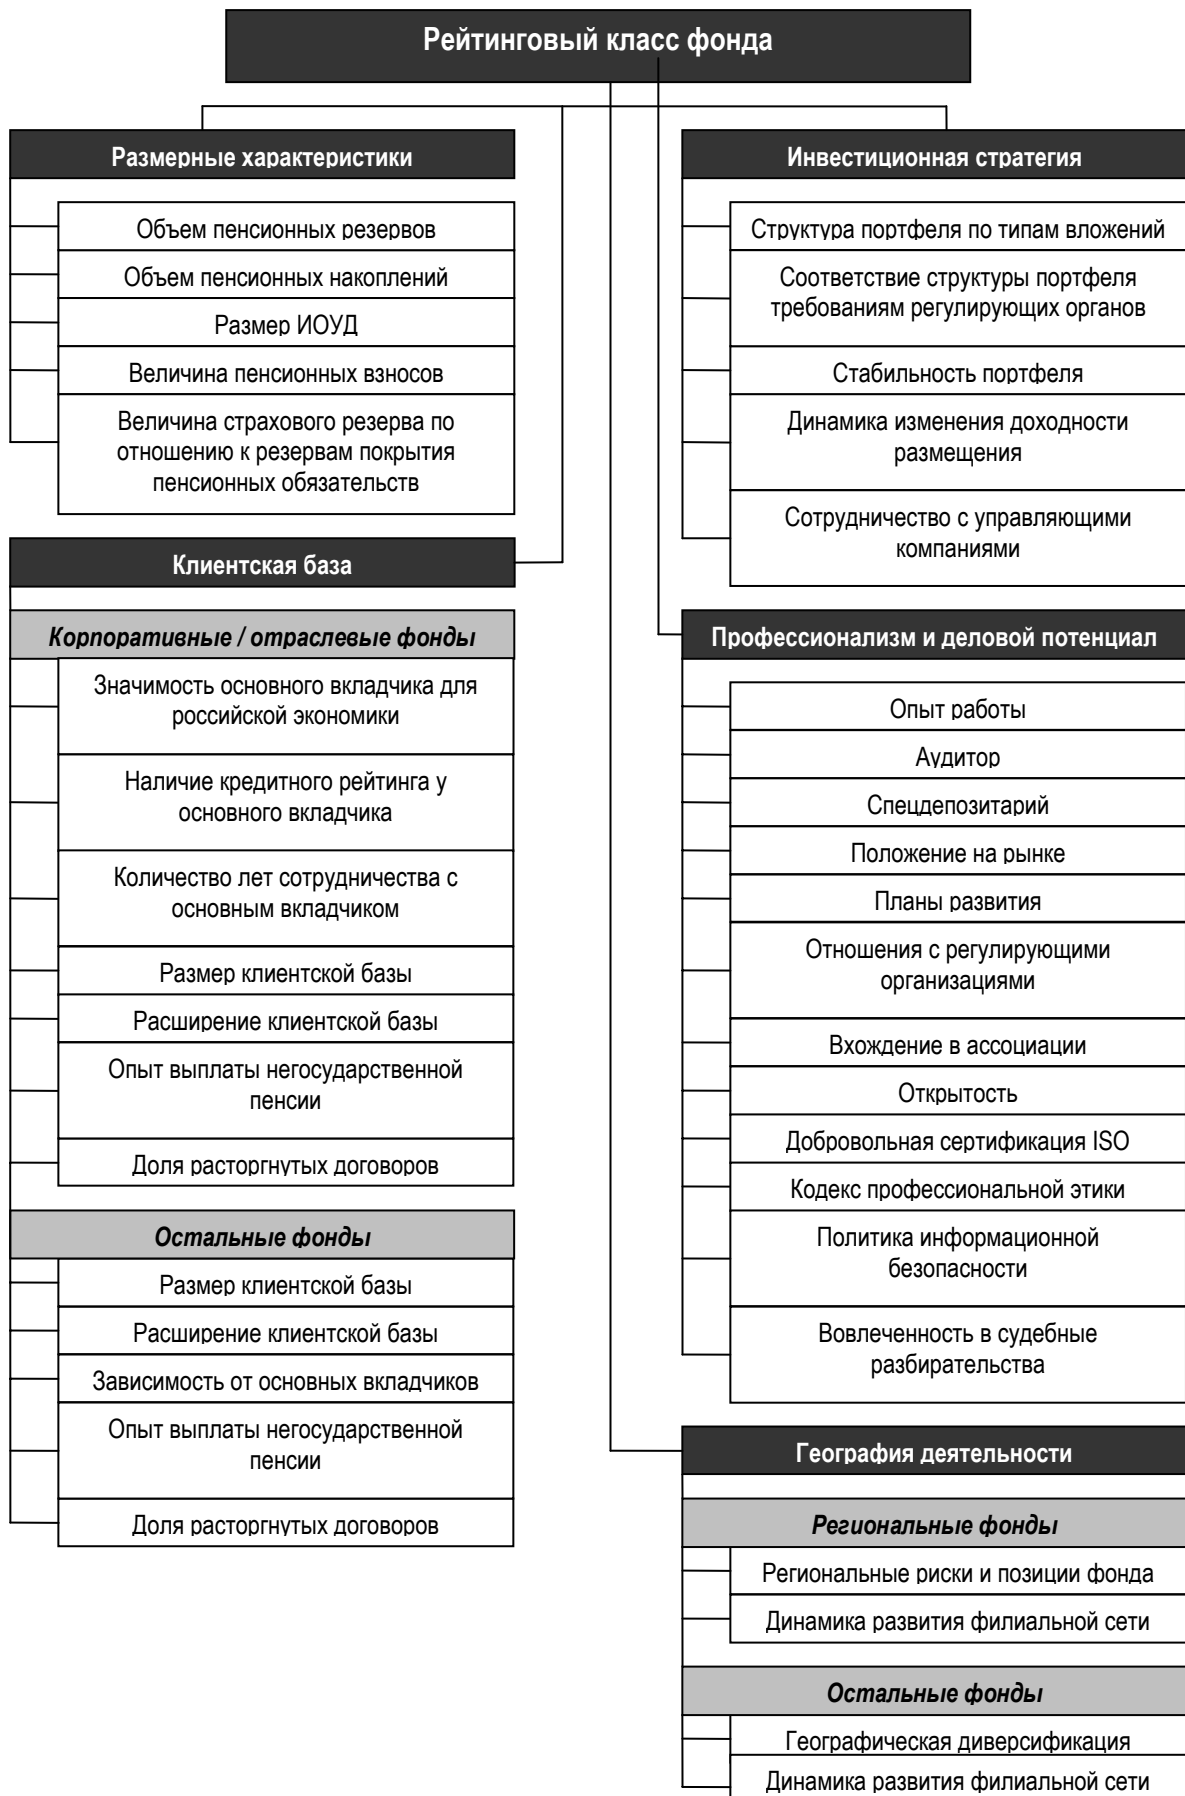 Рейтинговый класс фонда
Размерные характеристики
Объем пенсионных резервов
Объем пенсионных накоплений
Размер ИОУД
Величина пенсионных взносов
Величина страхового резерва по
отношению к резервам покрытия
пенсионных обязательств
Клиентская база
Корпоративные / отраслевые фонды
Значимость основного вкладчика для
российской экономики
Наличие кредитного рейтинга у
основного вкладчика
Количество лет сотрудничества с
основным вкладчиком
Размер клиентской базы
Расширение клиентской базы
Опыт выплаты негосударственной
пенсии
Доля расторгнутых договоров
Остальные фонды
Размер клиентской базы
Расширение клиентской базы
Зависимость от основных вкладчиков
Опыт выплаты негосударственной
пенсии
Доля расторгнутых договоров
Инвестиционная стратегия
Структура портфеля по типам вложений
Соответствие структуры портфеля
требованиям регулирующих органов
Стабильность портфеля
Динамика изменения доходности
размещения
Сотрудничество с управляющими
компаниями
Профессионализм и деловой потенциал
Опыт работы
Аудитор
Спецдепозитарий
Положение на рынке
Планы развития
Отношения с регулирующими
организациями
Вхождение в ассоциации
Открытость
Добровольная сертификация ISO
Кодекс профессиональной этики
Политика информационной
безопасности
Вовлеченность в судебные
разбирательства
География деятельности
Региональные фонды
Региональные риски и позиции фонда
Динамика развития филиальной сети
Остальные фонды
Географическая диверсификация
Динамика развития филиальной сети